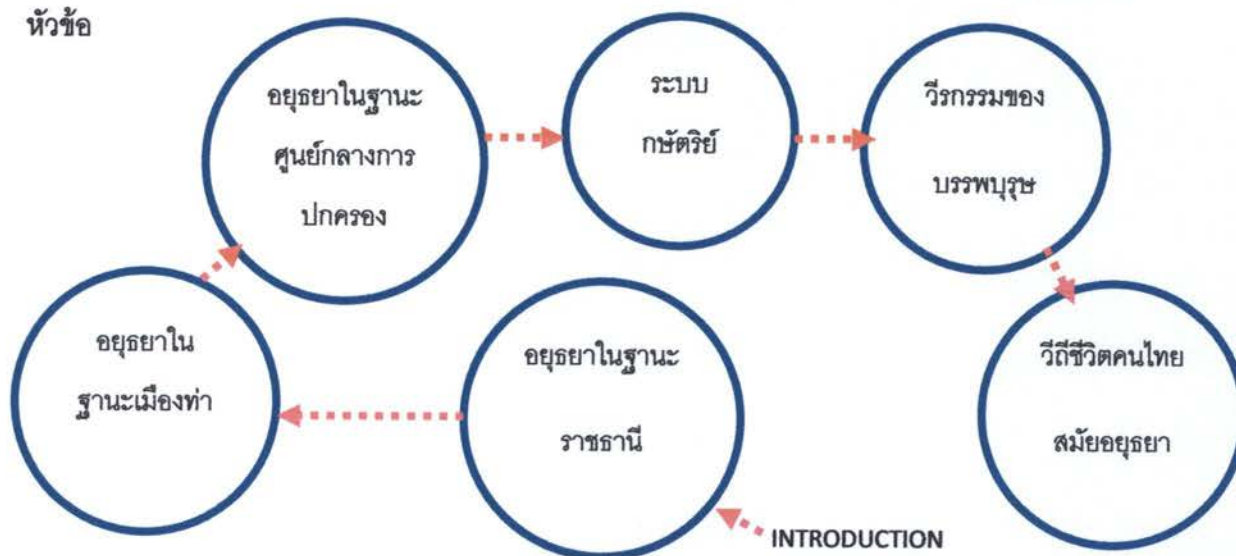 หัวข้อ
INTRODUCTION
อยุธยาในฐานะ
ราชธานี
อยุธยาใน
ฐานะเมืองท่า
อยุธยาในฐานะ
ศูนย์กลางการ
ปกครอง
ระบบ
กษัตริย์
วีรกรรมของ
บรรพบุรุษ
วีถีชีวิตคนไทย
สมัยอยุธยา